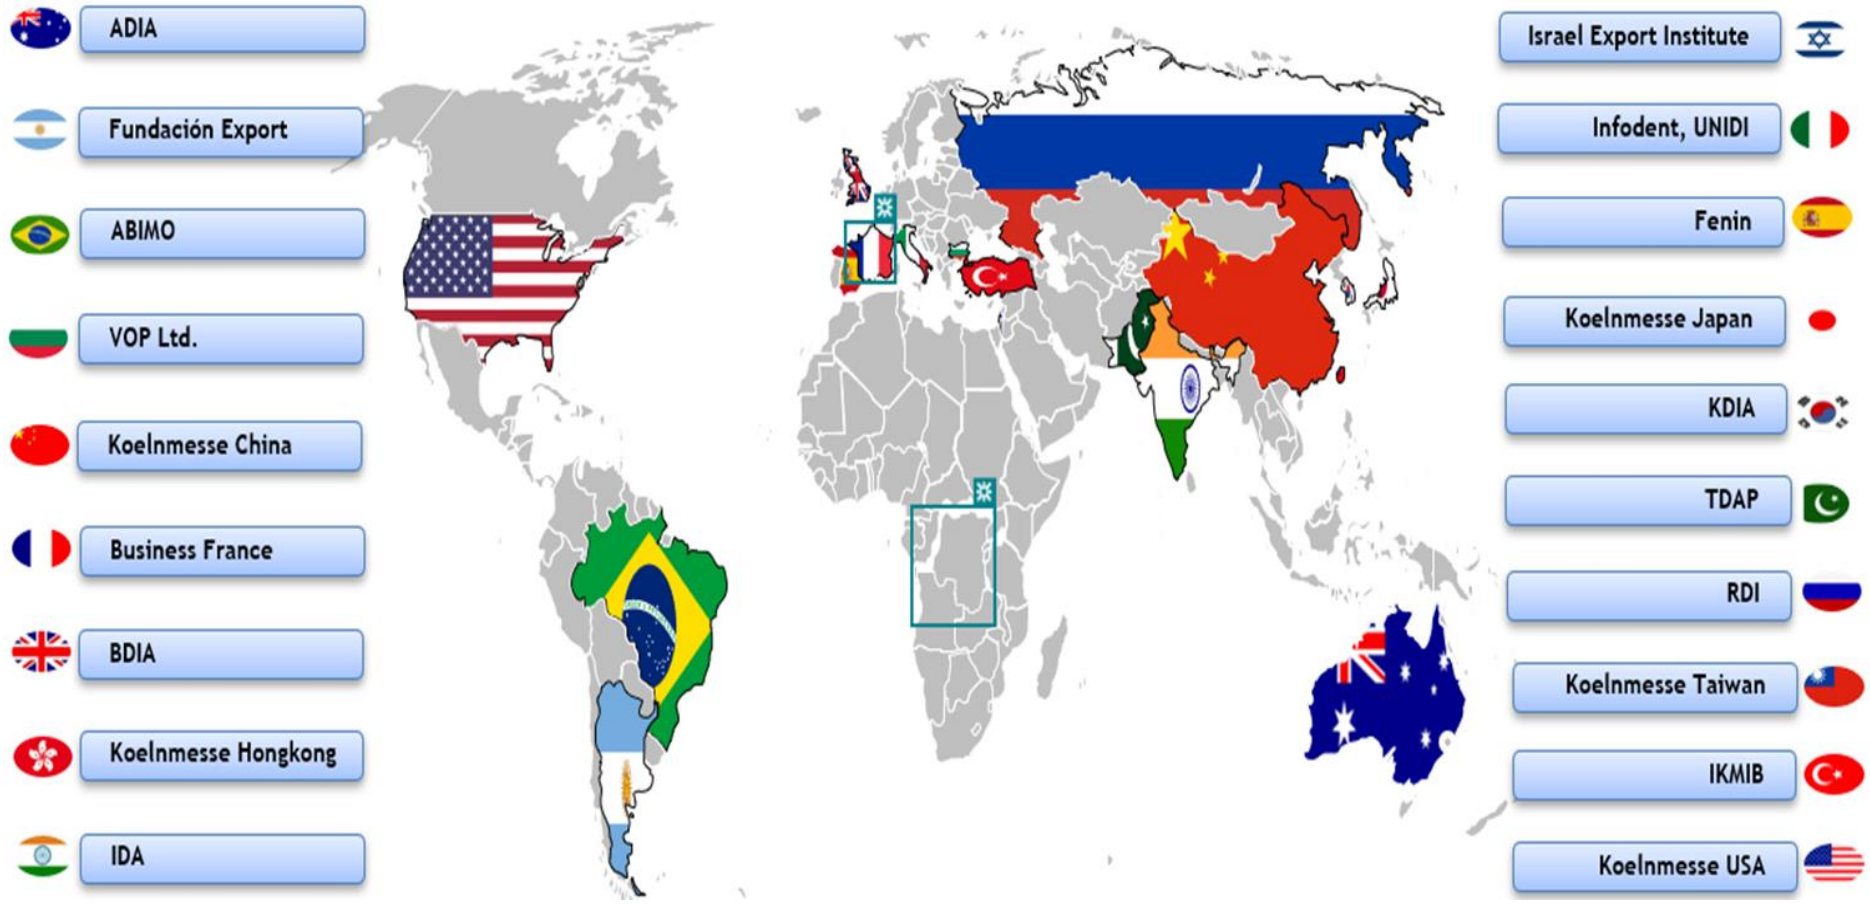 ADIA
Fundación Export
ABIMO
VOP Ltd.
Koelnmesse China
Business France
BDIA
Koelnmesse Hongkong
IDA
Israel Export Institute
Infodent, UNIDI
Fenin
Koelnmesse Japan
KDIA
TDAP
RDI
Koelnmesse Taiwan
IKMIB
Koelnmesse USA